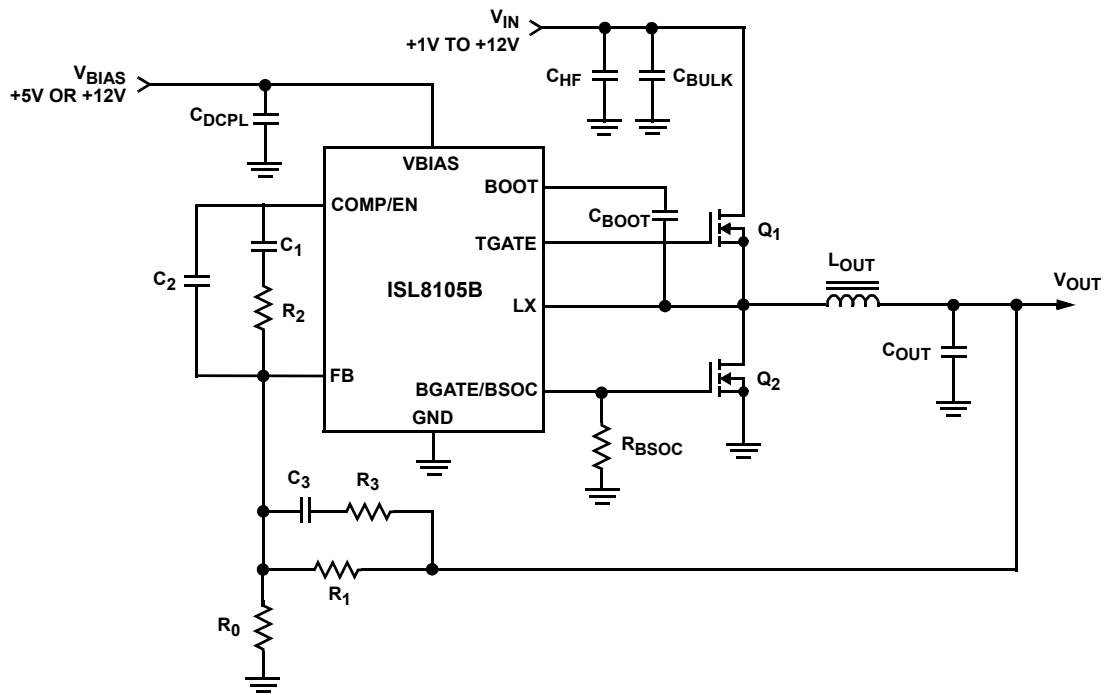 VIN
+1V TO +12V
VBIAS
+5V OR +12V
CHF
CBULK
CDCPL
VBIAS
BOOT
COMP/EN
CBOOT
Q1
TGATE
C1
C2
ISL8105B
LOUT
VOUT
R2
LX
COUT
FB
Q2
BGATE/BSOC
GND
RBSOC
C3
R3
R1
R0